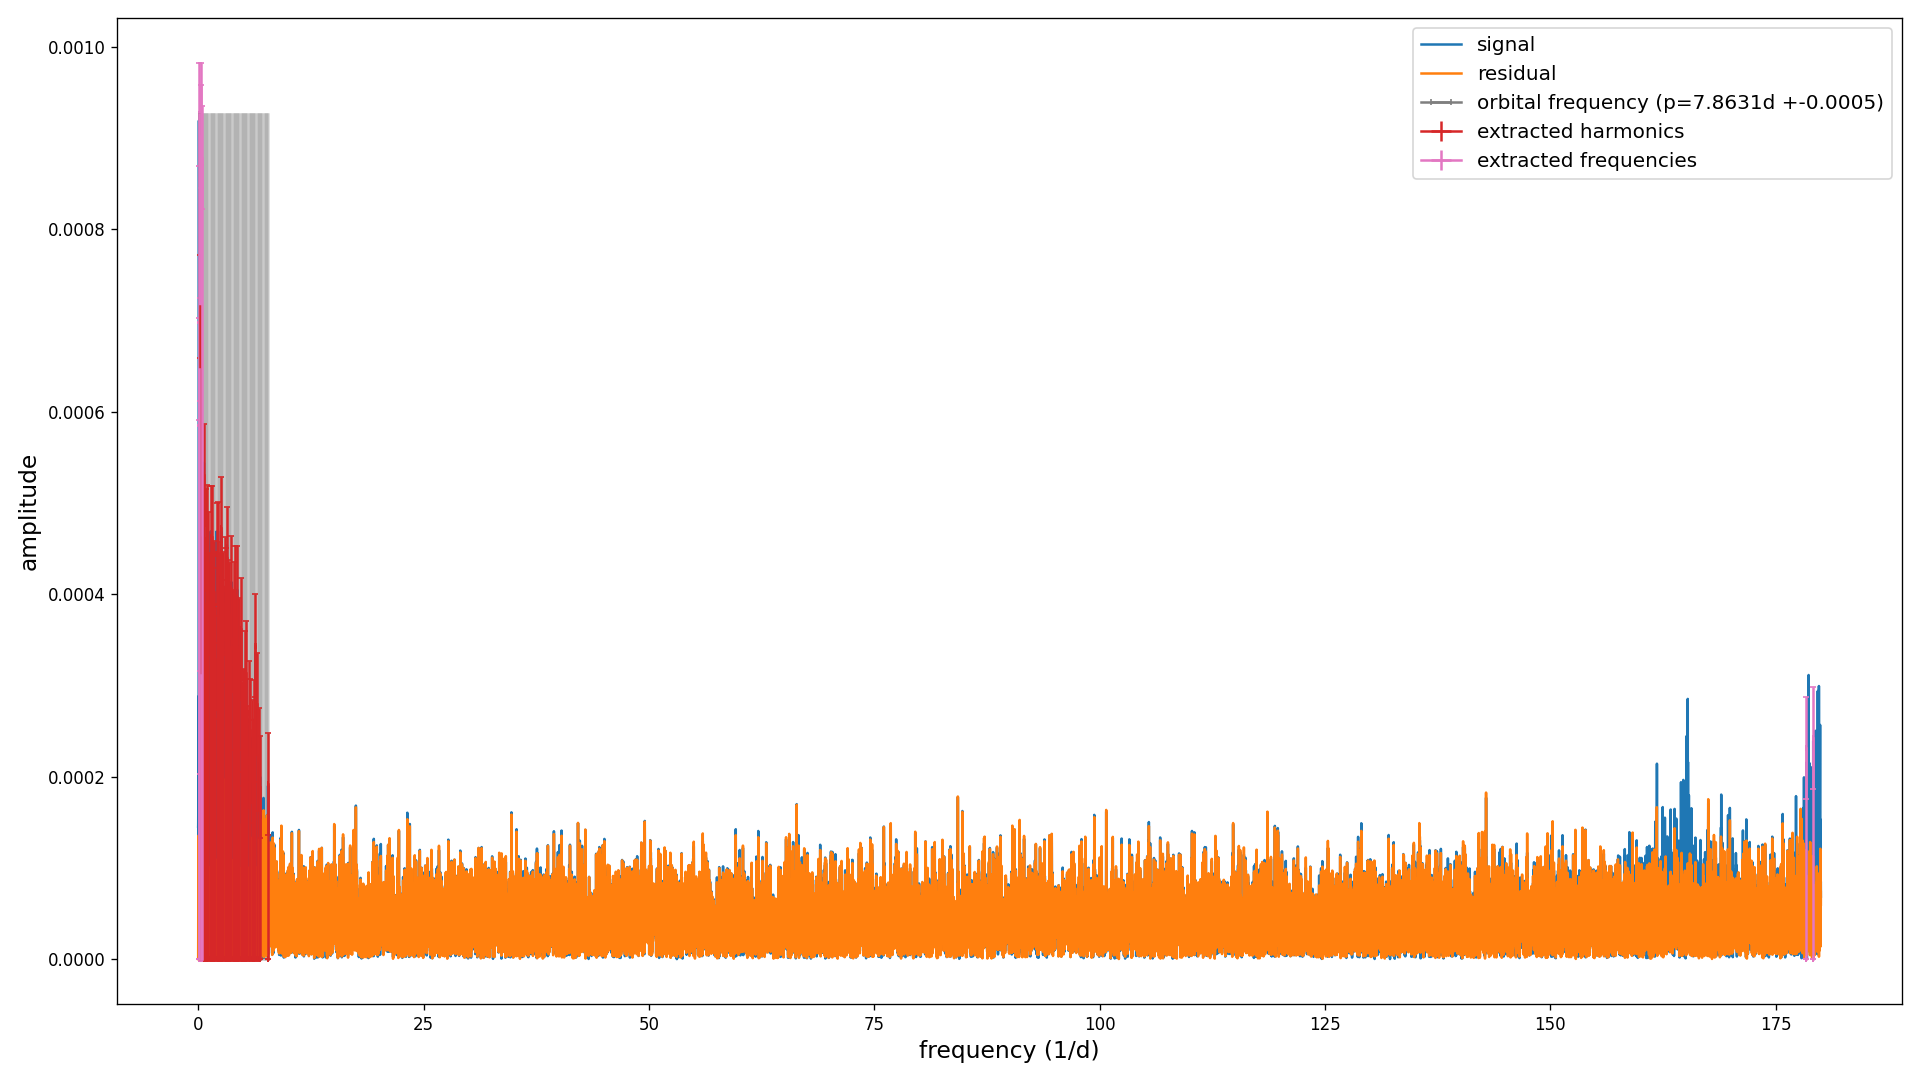 signal
residual
orbital frequency (p=7.8631d +-0.0005)
extracted harmonics
extracted frequencies
0.0010
0.0008
0.0006
0.0004
0.0002
0.0000
amplitude
0 25 50 75 100 125 150 175
frequency (1/d)